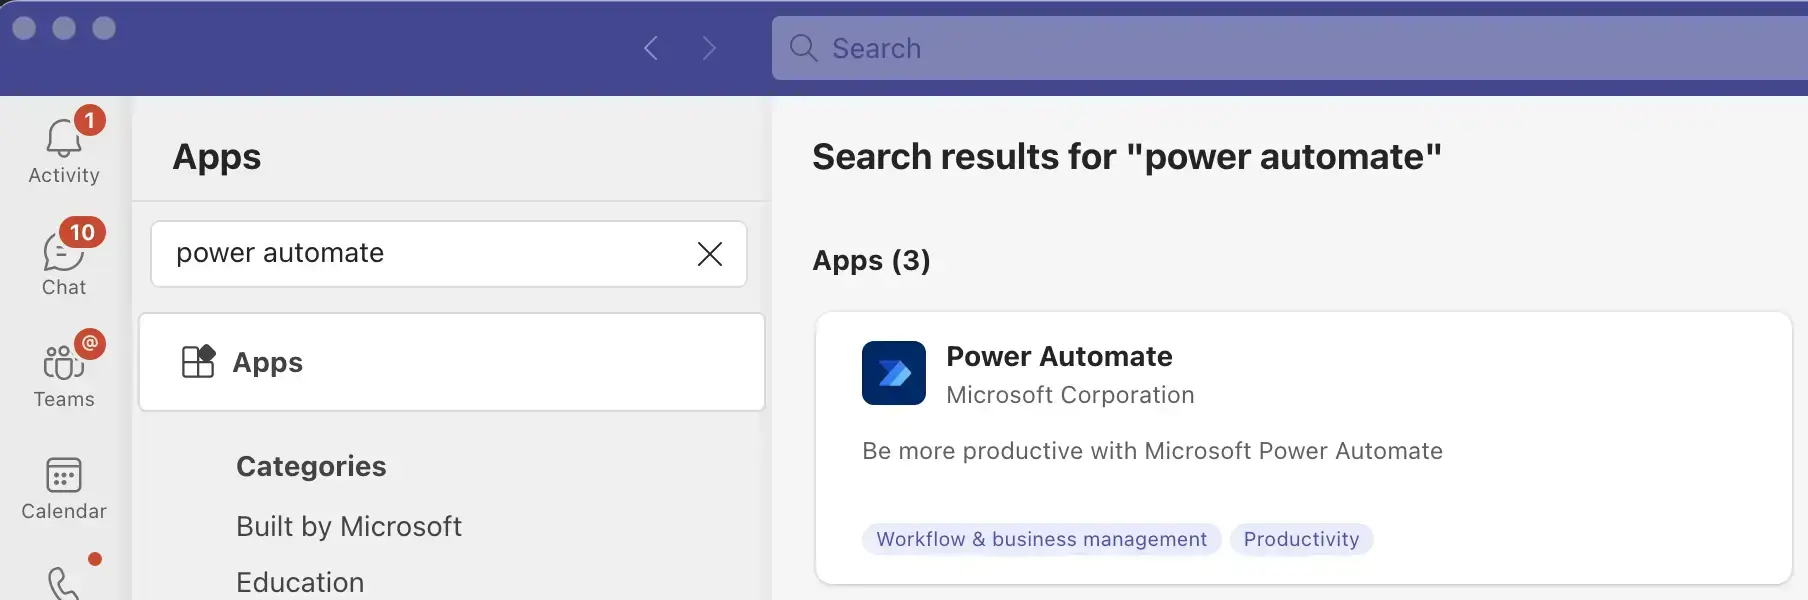 Search
1
Activity
10
Chat
@
Teams
Calendar
Apps
power automate
Apps
Categories
Built by Microsoft
Education
Search results for "power automate"
Apps (3)
Power Automate
Microsoft Corporation
Be more productive with Microsoft Power Automate
Workflow & business management
Productivity